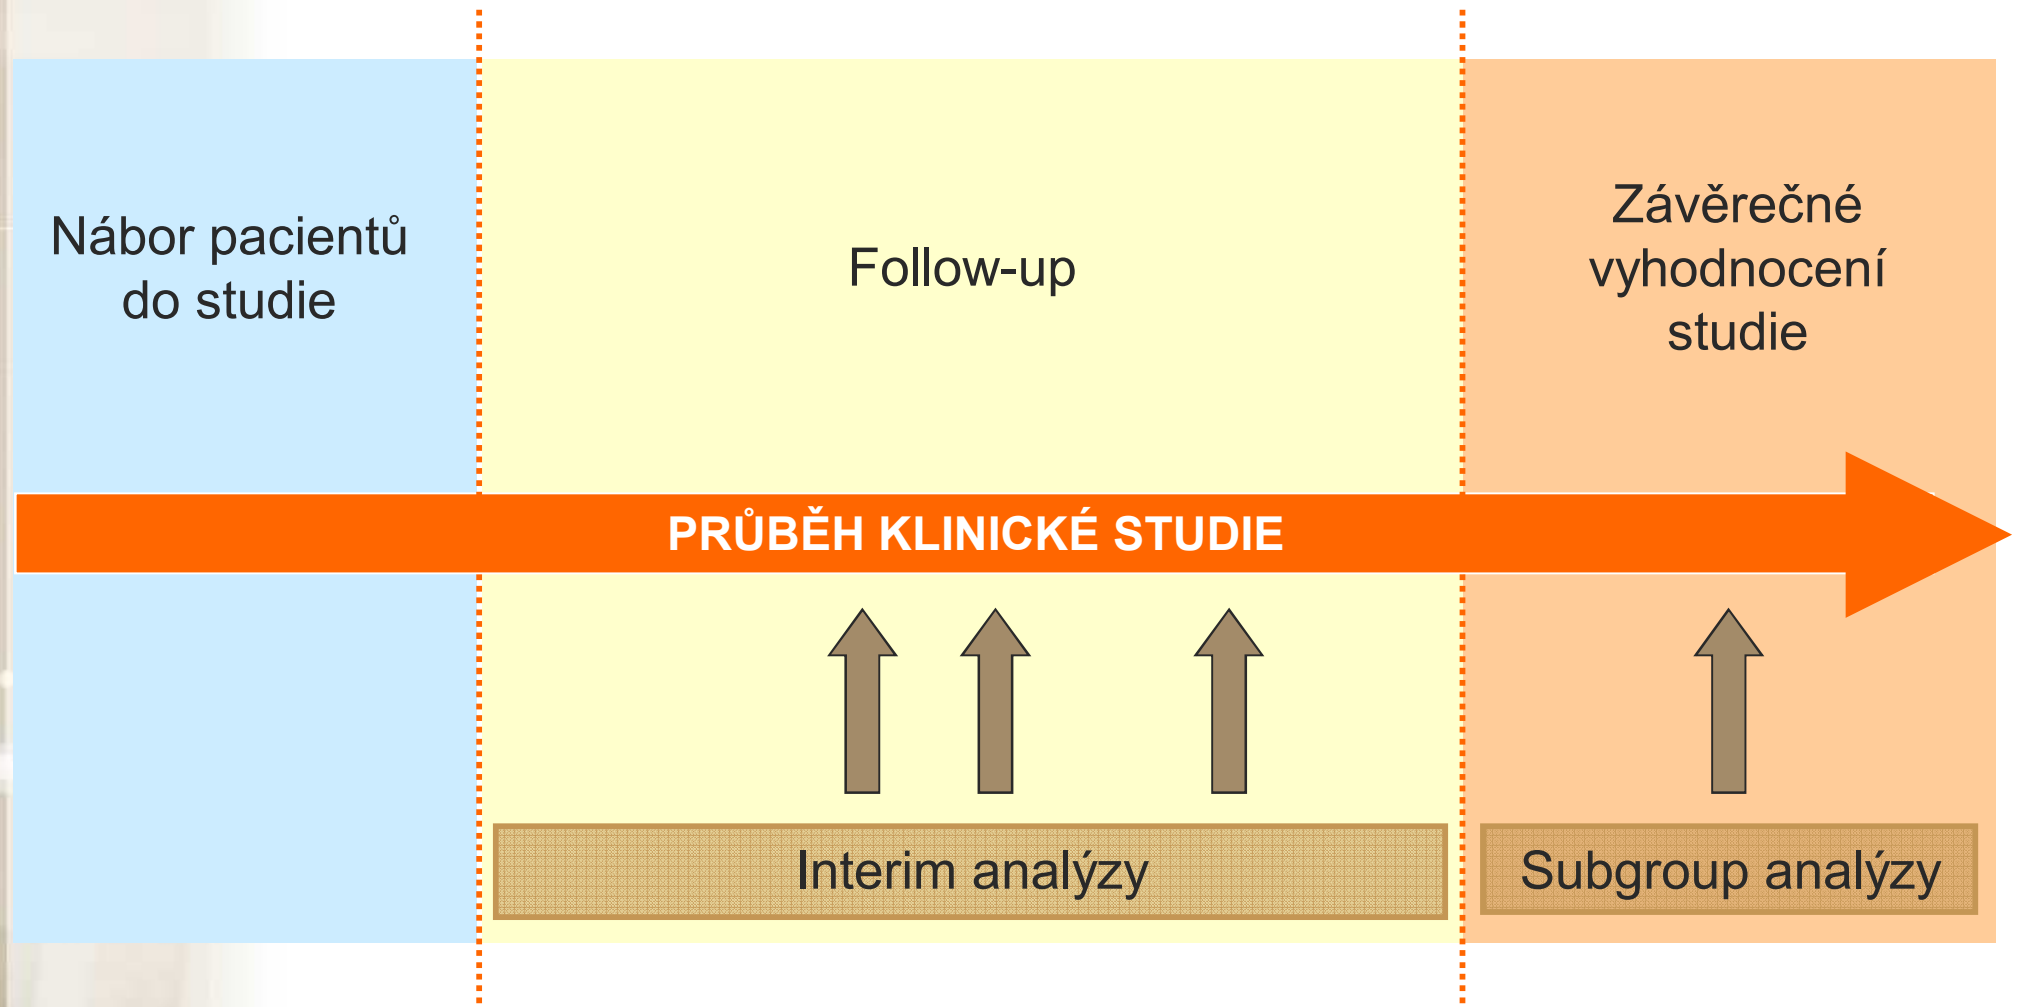 Nábor pacientů
do studie
Follow-up
Závěrečné
vyhodnocení
studie
PRŮBĚH KLINICKÉ STUDIE
Interim analýzy
Subgroup analýzy